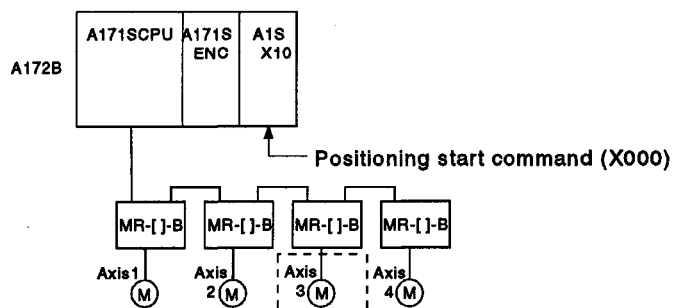 A172B
A171SCPU A171S ENC A1S X10
Positioning start command (X000)
MR-[ ]-B MR-[ ]-B MR-[ ]-B MR-[ ]-B
Axis1 M Axis 2 M Axis 3 M Axis 4 M